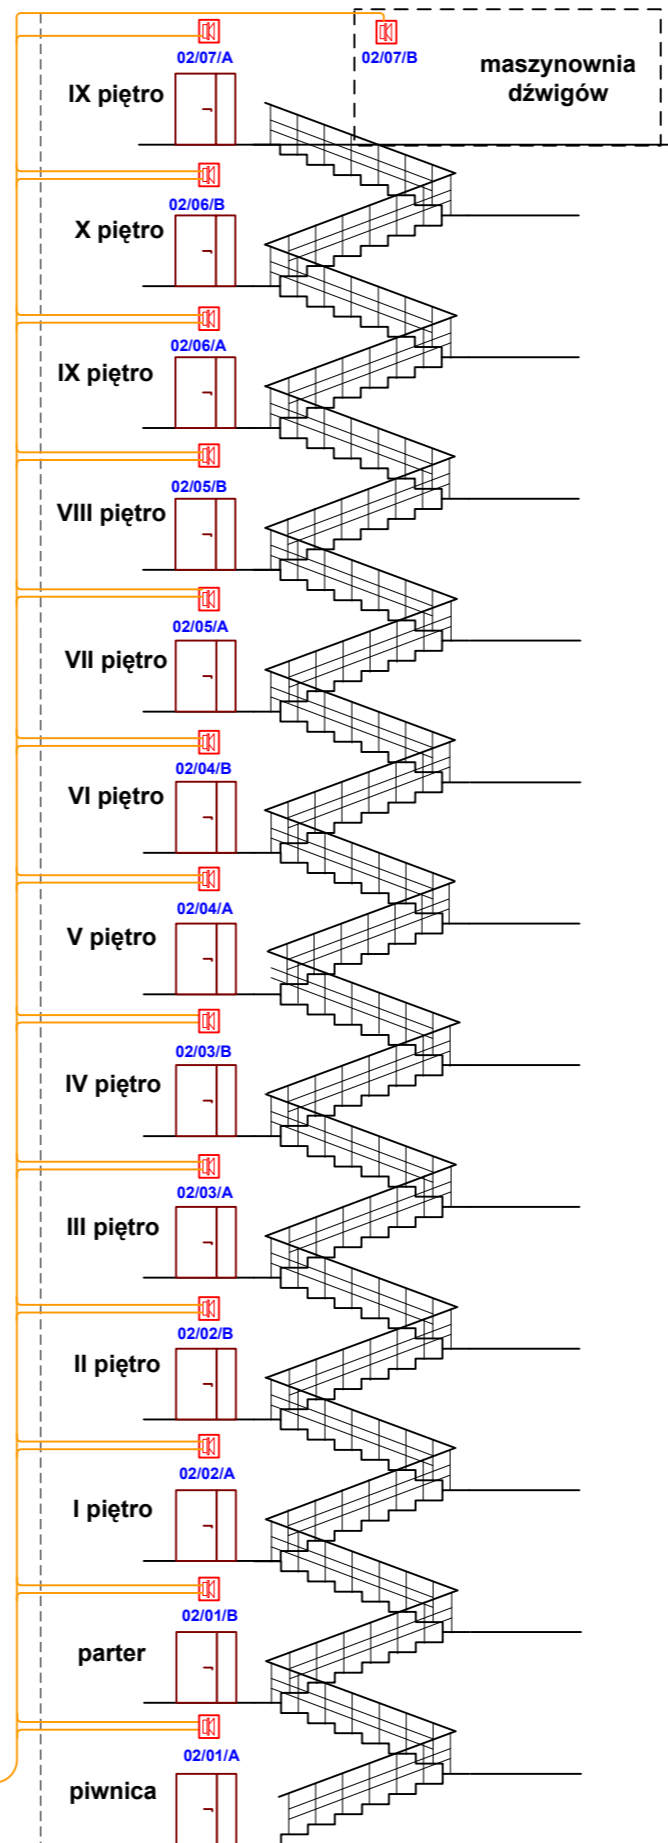 02/07/A
02/07/B
maszynownia
dźwigów
IX piętro
02/06/B
X piętro
02/06/A
IX piętro
02/05/B
VIII piętro
02/05/A
VII piętro
02/04/B
VI piętro
02/04/A
V piętro
02/03/B
IV piętro
02/03/A
III piętro
02/02/B
II piętro
02/02/A
I piętro
02/01/B
parter
02/01/A
piwnica